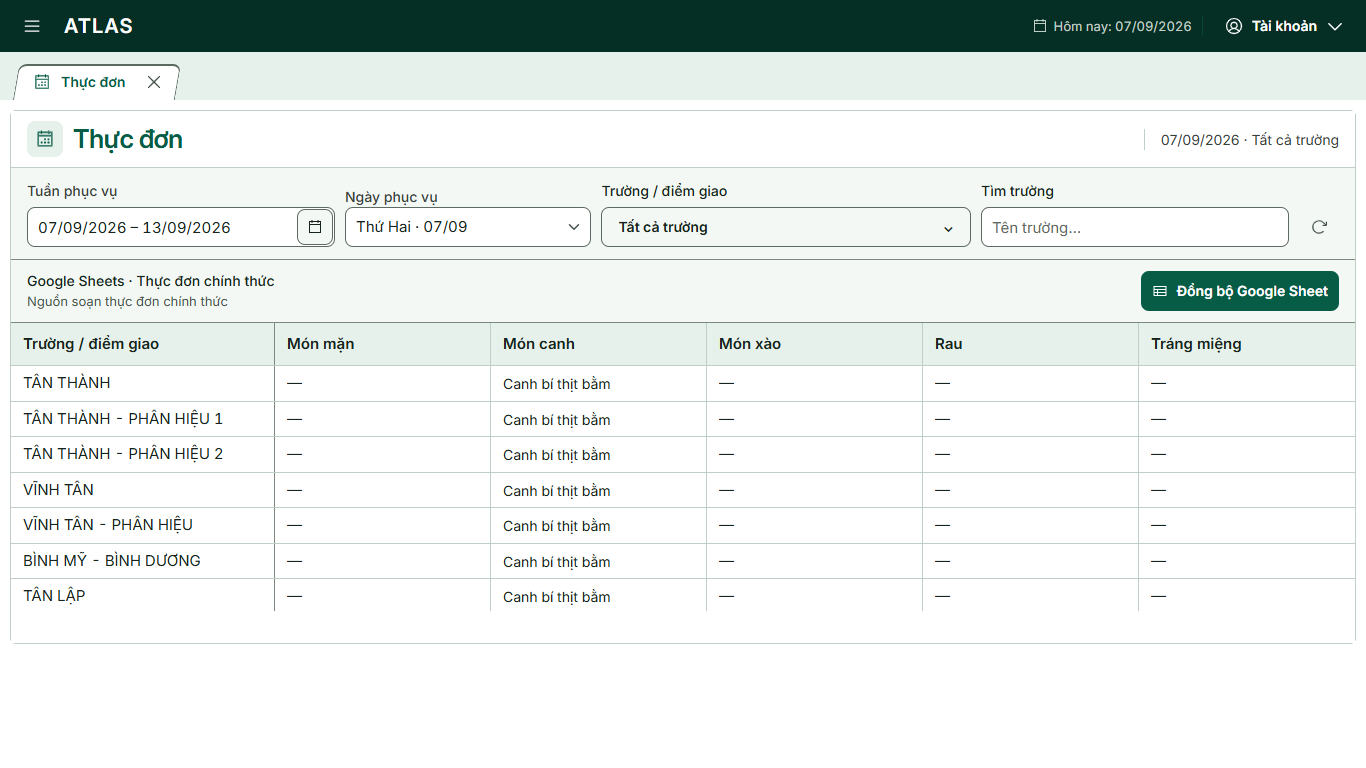 ATLAS
Hôm nay: 07/09/2026
Tài khoản
Thực đơn
Thực đơn
07/09/2026 · Tất cả trường
Tuần phục vụ
Ngày phục vụ
Trường / điểm giao
Tìm trường
07/09/2026 – 13/09/2026
Thứ Hai · 07/09
Tất cả trường
Tên trường...
Google Sheets · Thực đơn chính thức
Nguồn soạn thực đơn chính thức
Đồng bộ Google Sheet
Trường / điểm giao Món mặn Món canh Món xào Rau Tráng miệng
TÂN THÀNH — Canh bí thịt bằm — — —
TÂN THÀNH - PHÂN HIỆU 1 — Canh bí thịt bằm — — —
TÂN THÀNH - PHÂN HIỆU 2 — Canh bí thịt bằm — — —
VĨNH TÂN — Canh bí thịt bằm — — —
VĨNH TÂN - PHÂN HIỆU — Canh bí thịt bằm — — —
BÌNH MỸ - BÌNH DƯƠNG — Canh bí thịt bằm — — —
TÂN LẬP — Canh bí thịt bằm — — —